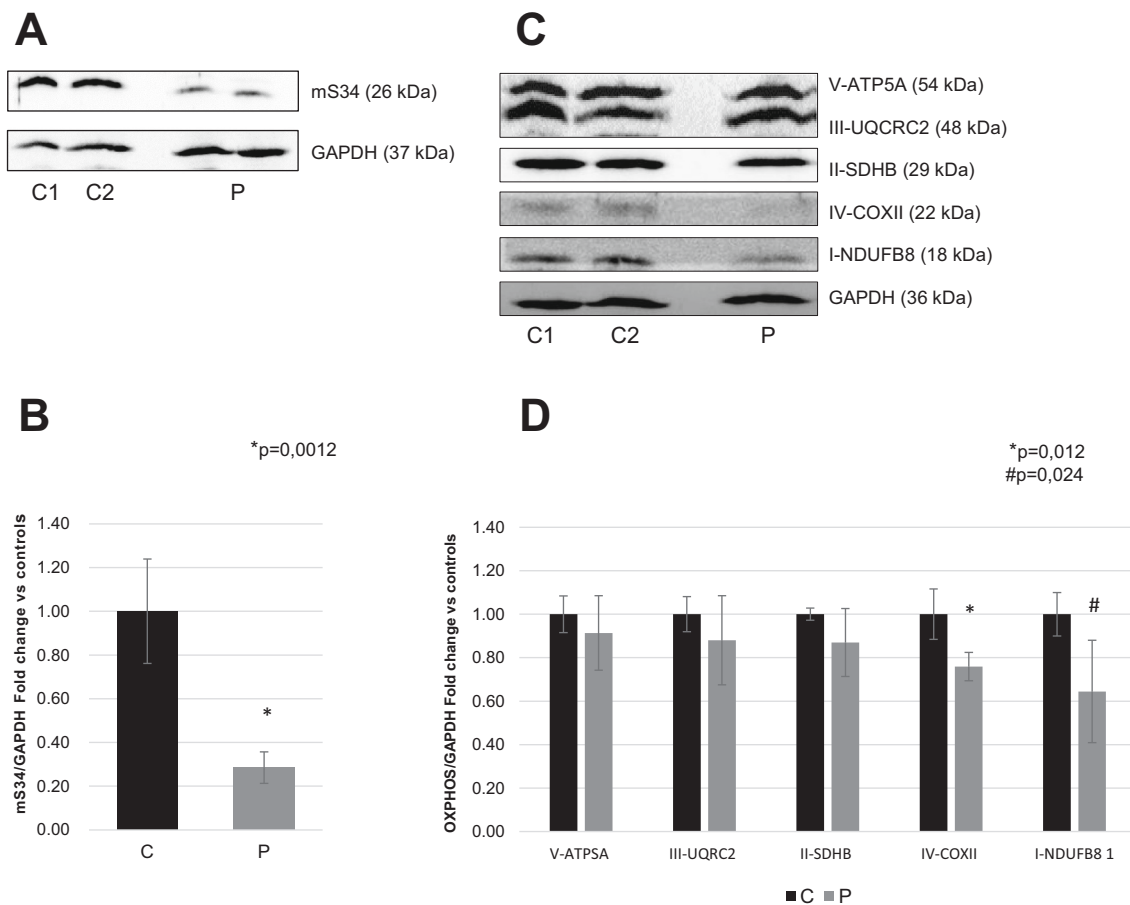 A
mS34 (26 kDa)
GAPDH (37 kDa)
C1 C2 P
C
V-ATP5A (54 kDa)
III-UQCRC2 (48 kDa)
II-SDHB (29 kDa)
IV-COXII (22 kDa)
I-NDUFB8 (18 kDa)
GAPDH (36 kDa)
C1 C2 P
B
*p=0,0012
mS34/GAPDH Fold change vs controls
1.40
1.20
1.00
0.80
0.60
0.40
0.20
0.00
*
C P
D
*p=0,012
#p=0,024
OXPHOS/GAPDH Fold change vs controls
1.40
1.20
1.00
0.80
0.60
0.40
0.20
0.00
* #
V-ATPSA III-UQRC2 II-SDHB IV-COXII I-NDUFB8 1
C P